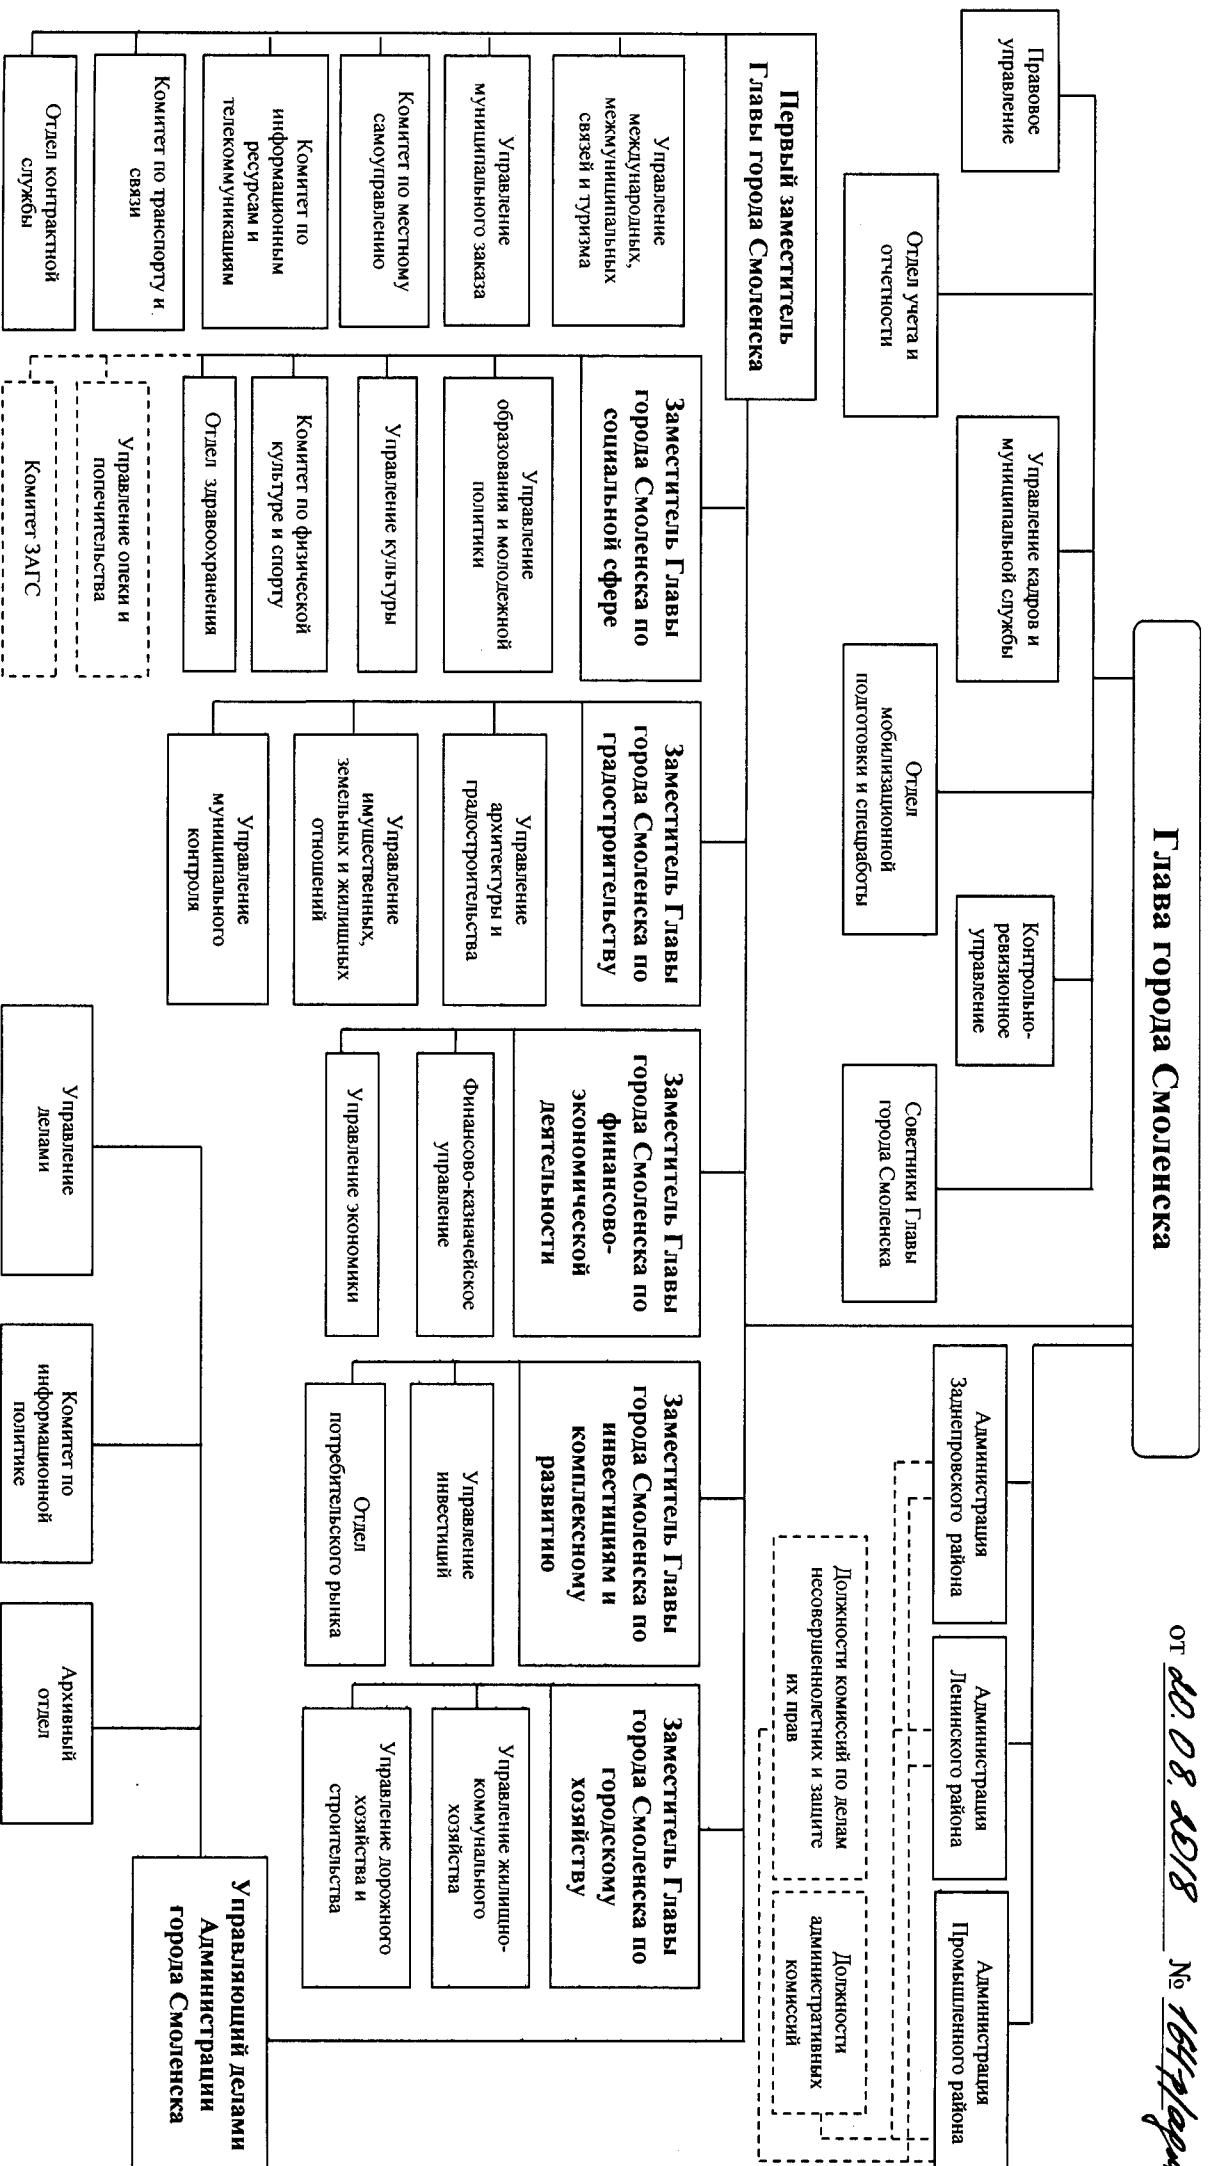 от 20.08.2018 №
Глава города Смоленска
Правовое
управление
Отдел учета и
отчетности
Управление кадров и
муниципальной службы
Отдел
мобилизационной
подготовки и спецработы
Контрольно-
ревизионное
управление
Советники Главы
города Смоленска
Администрация
Заднепровского района
Администрация
Ленинского района
Администрация
Промышленного района
Должности комиссий по делам
несовершеннолетних и защите
их прав
Должности
административных
комиссий
Первый заместитель
Главы города Смоленска
Управление
международных,
межмуниципальных
связей и туризма
Управление
муниципального заказа
Комитет по местному
самоуправлению
Комитет по
информационным
ресурсам и
телекоммуникациям
Комитет по транспорту и
связи
Отдел контрактной
службы
Заместитель Главы
города Смоленска по
социальной сфере
Управление
образования и молодежной
политики
Управление культуры
Комитет по физической
культуре и спорту
Отдел здравоохранения
Управление опеки и
попечительства
Комитет ЗАГС
Заместитель Главы
города Смоленска по
градостроительству
Управление
архитектуры и
градостроительства
Управление
имущественных,
земельных и жилищных
отношений
Управление
муниципального
контроля
Заместитель Главы
города Смоленска по
финансово-
экономической
деятельности
Финансово-казначейское
управление
Управление экономики
Заместитель Главы
города Смоленска по
инвестициям и
комплексному
развитию
Управление
инвестиций
Отдел
потребительского рынка
Заместитель Главы
города Смоленска по
городскому
хозяйству
Управление жилищно-
коммунального
хозяйства
Управление дорожного
хозяйства и
строительства
Управляющий делами
Администрации
города Смоленска
Управление
делами
Комитет по
информационной
политике
Архивный
отдел